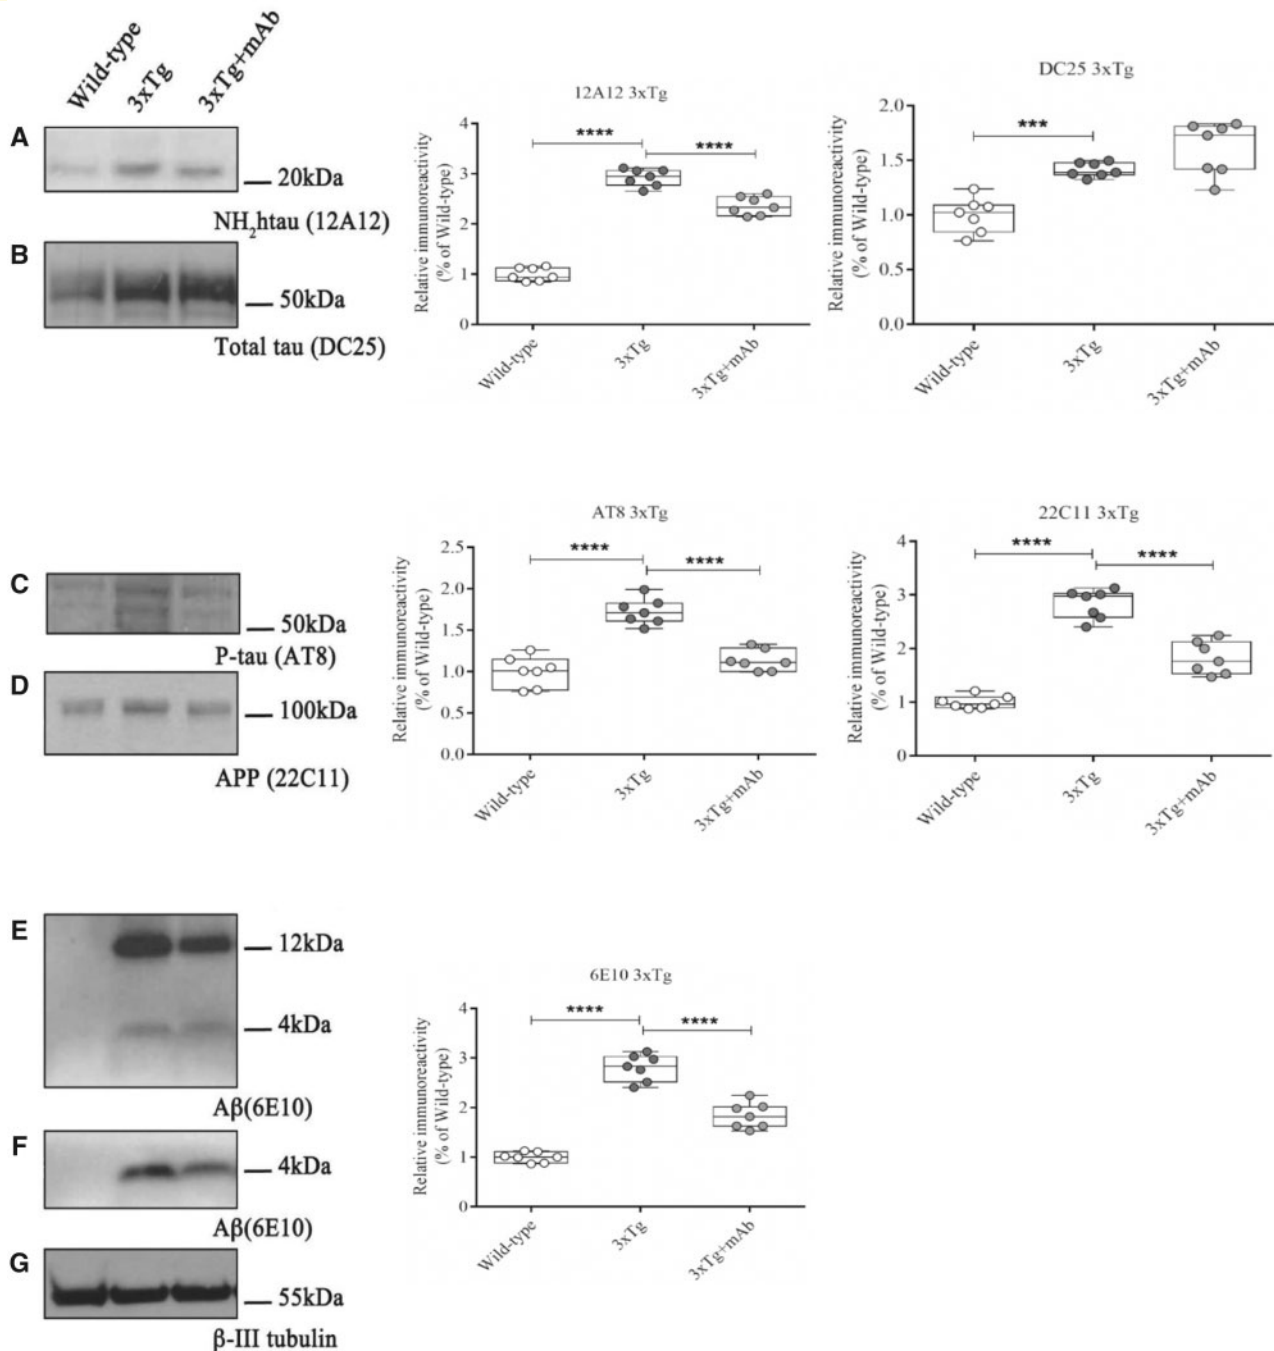 Wild-type
3xTg
3xTg+mAb
A
20kDa
NH2htau (12A12)
B
50kDa
Total tau (DC25)
12A12 3xTg
Relative immunoreactivity
(% of Wild-type)
4
3
2
1
0
****
****
Wild-type
3xTg
3xTg+mAb
DC25 3xTg
Relative immunoreactivity
(% of Wild-type)
2.0
1.5
1.0
0.5
0.0
***
Wild-type
3xTg
3xTg+mAb
C
50kDa
P-tau (AT8)
D
100kDa
APP (22C11)
AT8 3xTg
Relative immunoreactivity
(% of Wild-type)
2.5
2.0
1.5
1.0
0.5
0.0
****
****
Wild-type
3xTg
3xTg+mAb
22C11 3xTg
Relative immunoreactivity
(% of Wild-type)
4
3
2
1
0
****
****
Wild-type
3xTg
3xTg+mAb
E
12kDa
4kDa
Aβ(6E10)
F
4kDa
Aβ(6E10)
G
55kDa
β-III tubulin
6E10 3xTg
Relative immunoreactivity
(% of Wild-type)
4
3
2
1
0
****
****
Wild-type
3xTg
3xTg+mAb